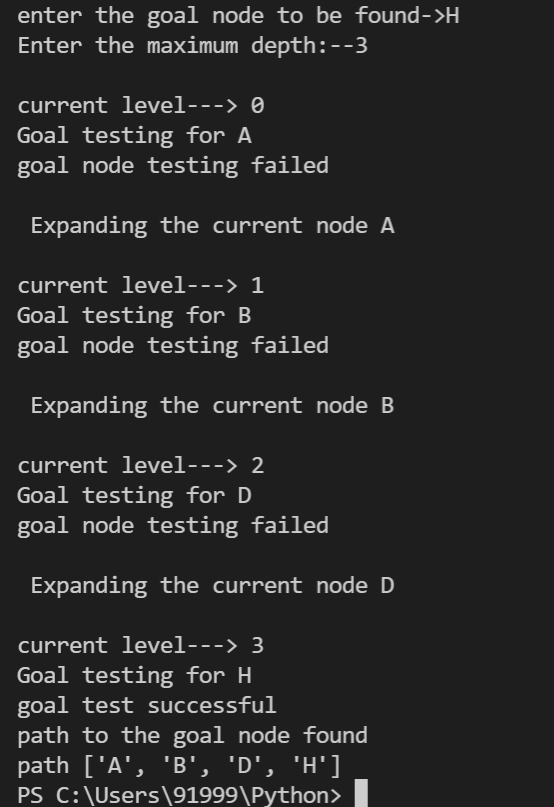 enter the goal node to be found->H
Enter the maximum depth:--3
current level---> 0
Goal testing for A
goal node testing failed
Expanding the current node A
current level---> 1
Goal testing for B
goal node testing failed
Expanding the current node B
current level---> 2
Goal testing for D
goal node testing failed
Expanding the current node D
current level---> 3
Goal testing for H
goal test successful
path to the goal node found
path ['A', 'B', 'D', 'H']
PS C:\Users\91999\Python>